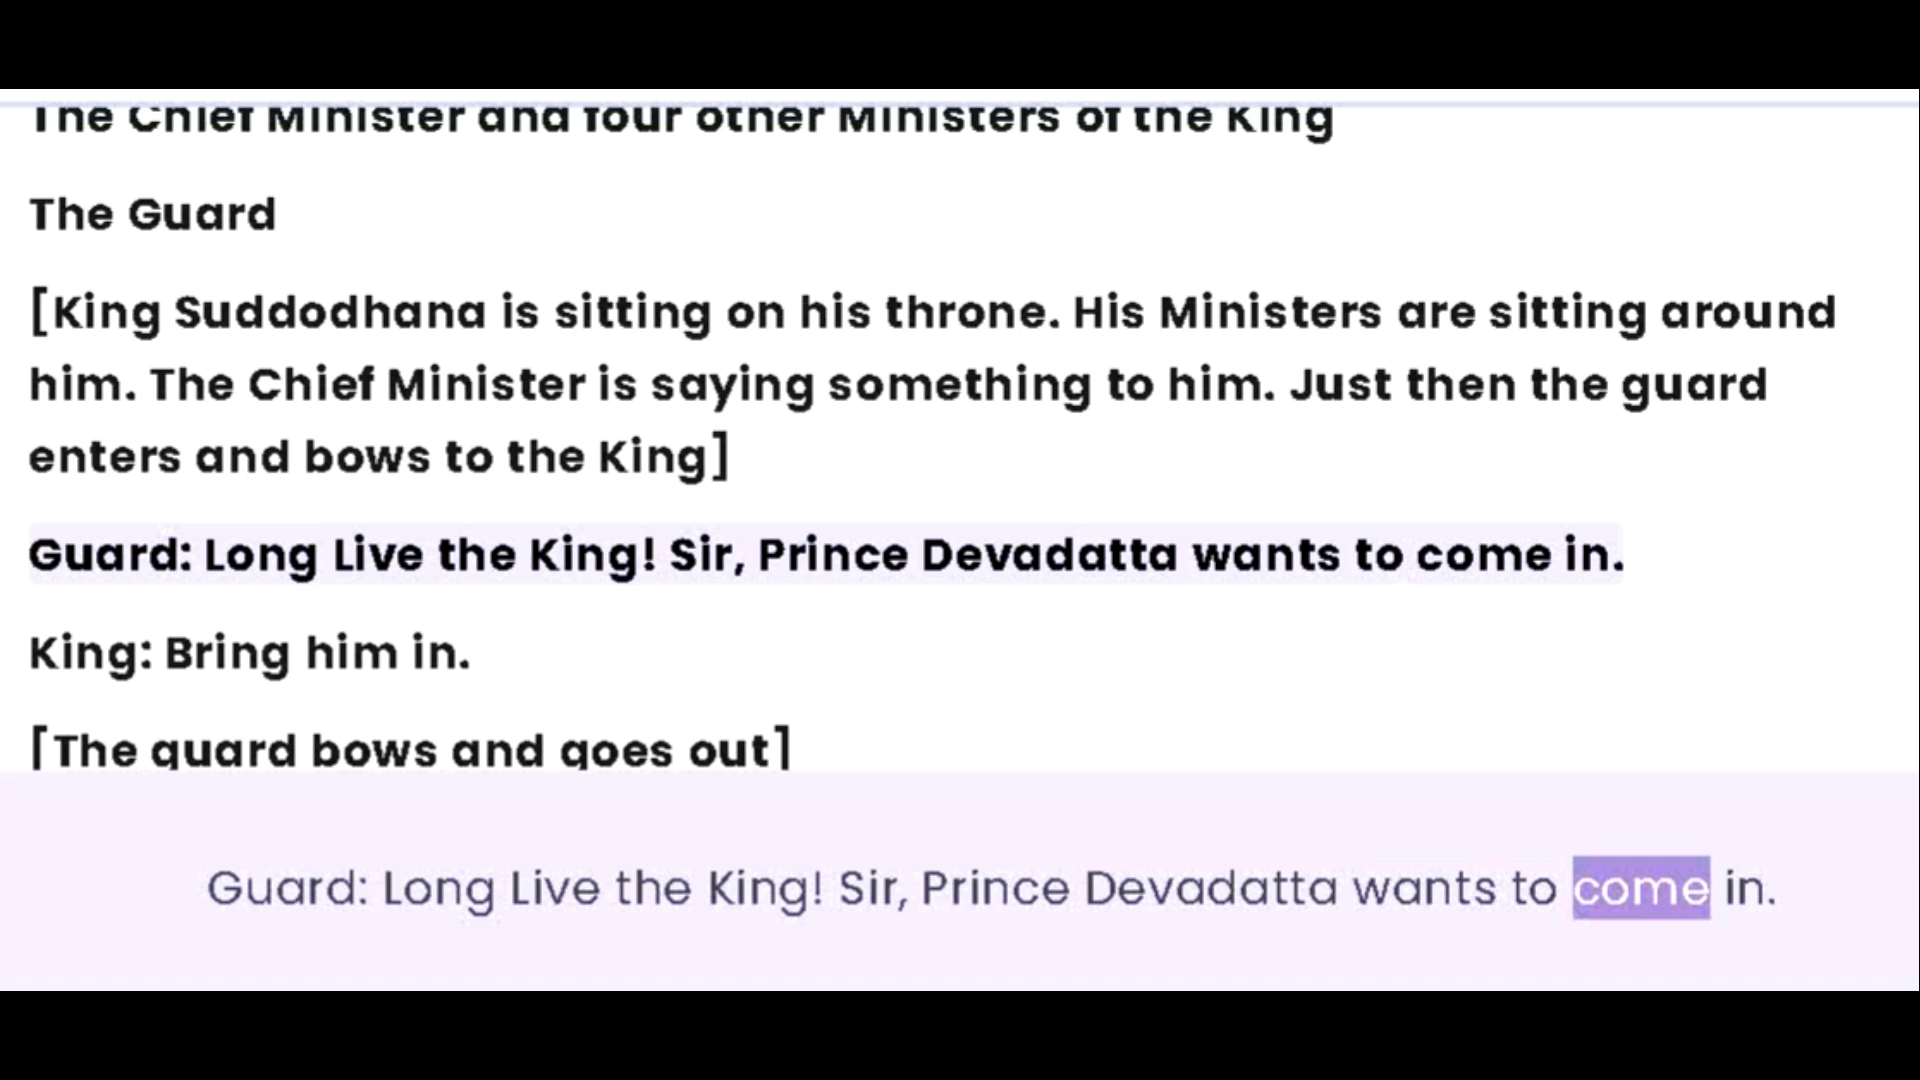 The Chief Minister and four other Ministers of the King
The Guard
[King Suddodhana is sitting on his throne. His Ministers are sitting around
him. The Chief Minister is saying something to him. Just then the guard
enters and bows to the King]
Guard: Long Live the King! Sir, Prince Devadatta wants to come in.
King: Bring him in.
[The guard bows and goes out]
Guard: Long Live the King! Sir, Prince Devadatta wants to come in.